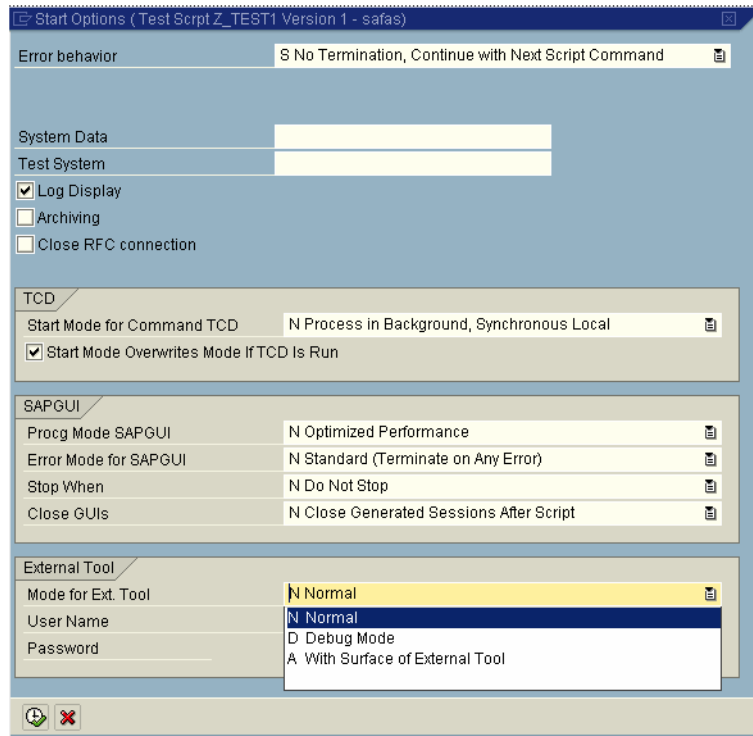 Start Options ( Test Scrpt Z_TEST1 Version 1 - safas)
Error behavior S No Termination, Continue with Next Script Command
System Data
Test System
Log Display
Archiving
Close RFC connection
TCD
Start Mode for Command TCD N Process in Background, Synchronous Local
Start Mode Overwrites Mode If TCD Is Run
SAPGUI
Procg Mode SAPGUI N Optimized Performance
Error Mode for SAPGUI N Standard (Terminate on Any Error)
Stop When N Do Not Stop
Close GUIs N Close Generated Sessions After Script
External Tool
Mode for Ext. Tool N Normal
User Name N Normal
D Debug Mode
Password A With Surface of External Tool